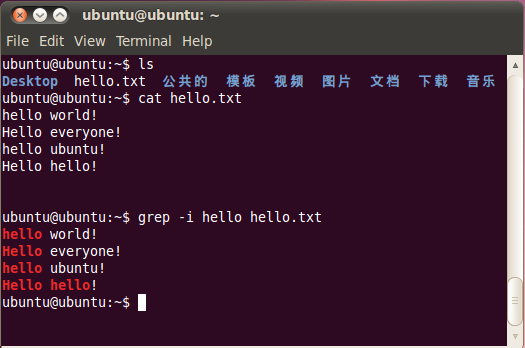 ubuntu@ubuntu: ~
File Edit View Terminal Help
ubuntu@ubuntu:~$ ls
Desktop hello.txt 公共的 模板 视频 图片 文档 下载 音乐
ubuntu@ubuntu:~$ cat hello.txt
hello world!
Hello everyone!
hello ubuntu!
Hello hello!
ubuntu@ubuntu:~$ grep -i hello hello.txt
hello world!
Hello everyone!
hello ubuntu!
Hello hello!
ubuntu@ubuntu:~$